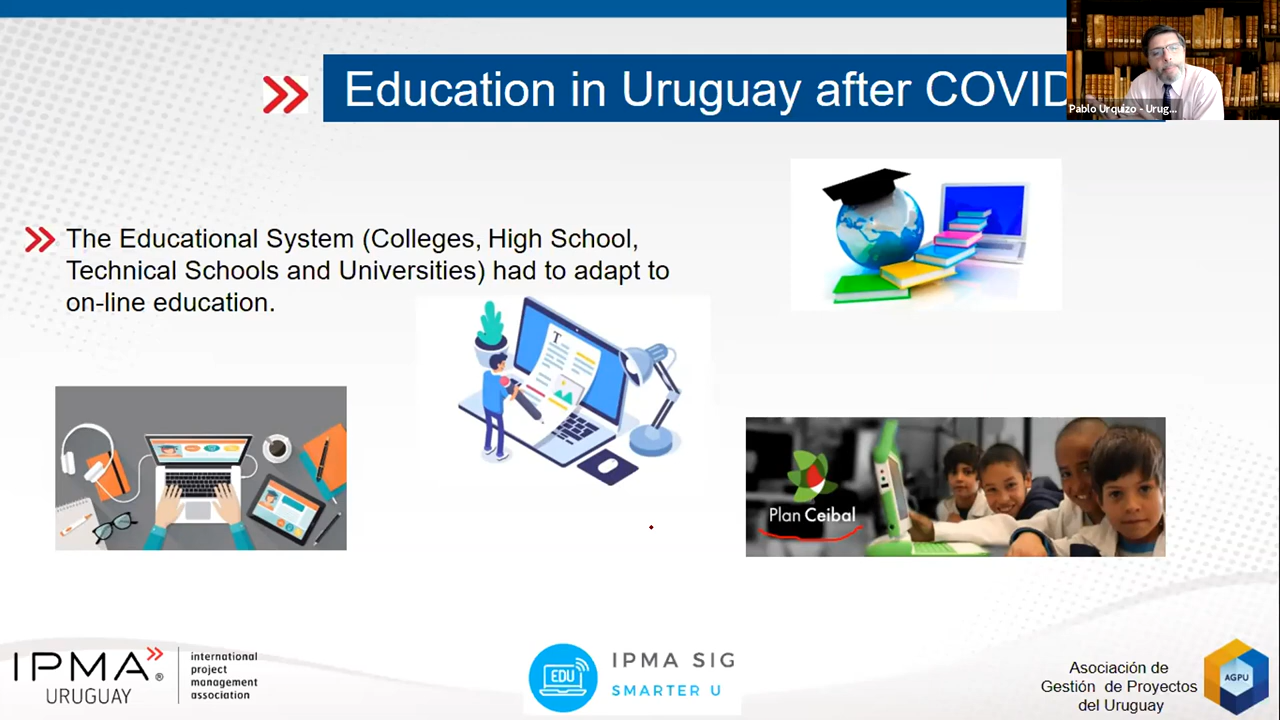 Education in Uruguay after COVID
Pablo Urquizo - Urug...
The Educational System (Colleges, High School,
Technical Schools and Universities) had to adapt to
on-line education.
T
Plan Ceibal
IPMA®
URUGUAY
international
project
management
association
EDU
IPMA SIG
SMARTER U
Asociación de
Gestión de Proyectos
del Uruguay
AGPU